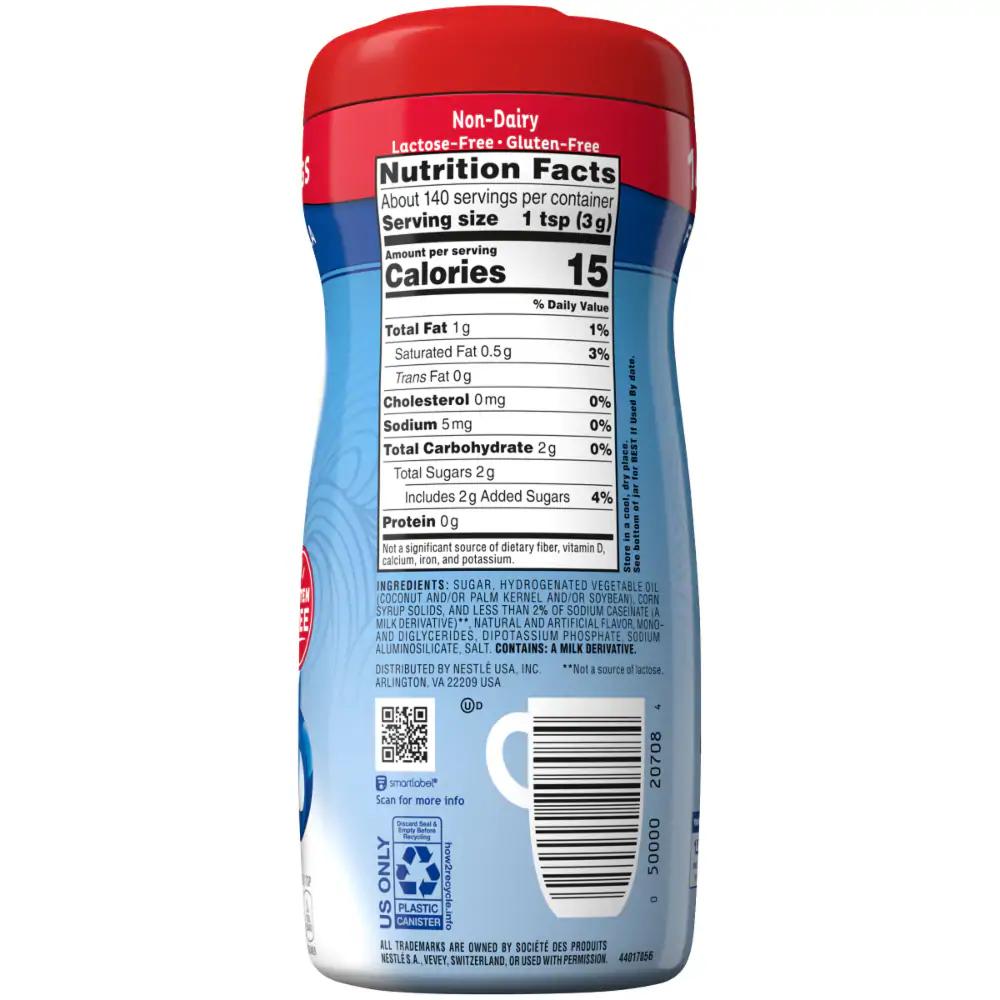 Non-Dairy
Lactose-Free • Gluten-Free
Nutrition Facts
About 140 servings per container
Serving size 1 tsp (3g)
Amount per serving
Calories 15
% Daily Value
Total Fat 1g 1%
Saturated Fat 0.5g 3%
Trans Fat 0g
Cholesterol 0mg 0%
Sodium 5mg 0%
Total Carbohydrate 2g 0%
Total Sugars 2g
Includes 2g Added Sugars 4%
Protein 0g
Not a significant source of dietary fiber, vitamin D,
calcium, iron, and potassium.
Store in a cool, dry place.
See bottom of jar for BEST If Used By date.
INGREDIENTS: SUGAR, HYDROGENATED VEGETABLE OIL
(COCONUT AND/OR PALM KERNEL AND/OR SOYBEAN), CORN
SYRUP SOLIDS, AND LESS THAN 2% OF SODIUM CASEINATE (A
MILK DERIVATIVE)**, NATURAL AND ARTIFICIAL FLAVOR, MONO-
AND DIGLYCERIDES, DIPOTASSIUM PHOSPHATE, SODIUM
ALUMINOSILICATE, SALT. CONTAINS: A MILK DERIVATIVE.
DISTRIBUTED BY NESTLÉ USA, INC. **Not a source of lactose.
ARLINGTON, VA 22209 USA
U D
smartlabel®
Scan for more info
US ONLY
Discard Seal &
Empty Before
Recycling
PLASTIC
CANISTER
how2recycle.info
0 50000 20708 4
ALL TRADEMARKS ARE OWNED BY SOCIÉTÉ DES PRODUITS
NESTLÉ S.A., VEVEY, SWITZERLAND, OR USED WITH PERMISSION. 44017856